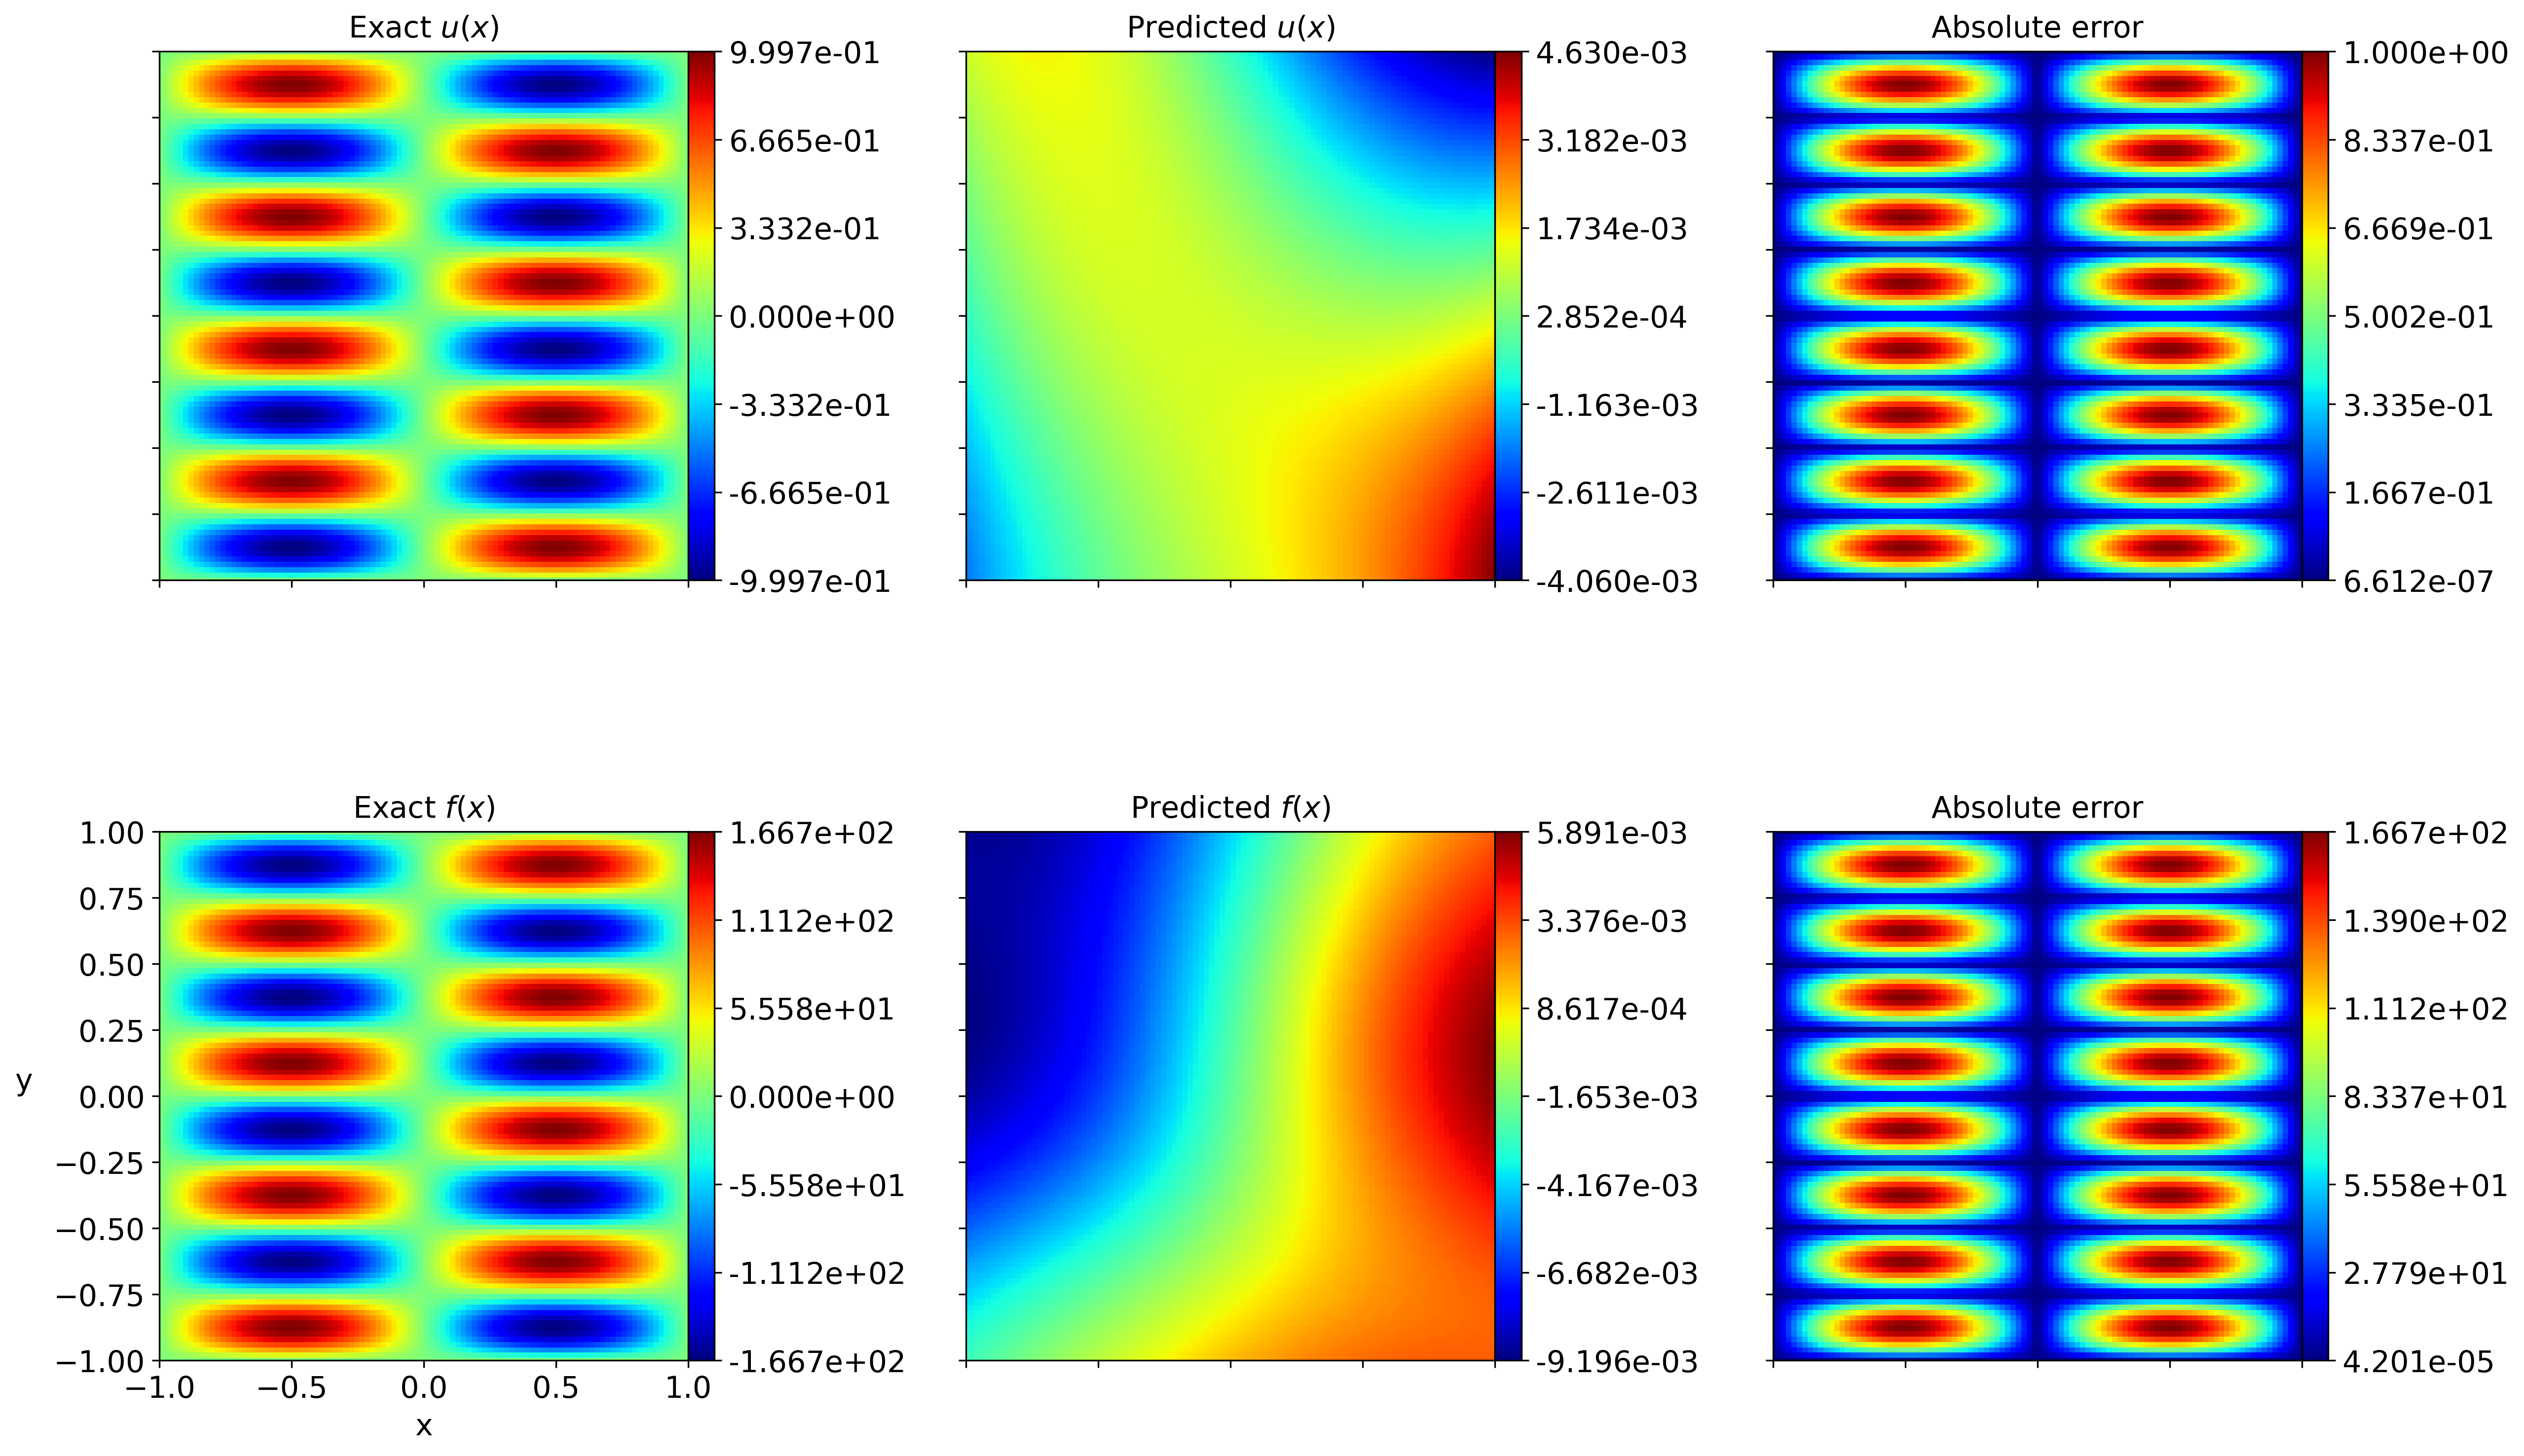 Exact u(x)
9.997e-01
6.665e-01
3.332e-01
0.000e+00
-3.332e-01
-6.665e-01
-9.997e-01
Predicted u(x)
4.630e-03
3.182e-03
1.734e-03
2.852e-04
-1.163e-03
-2.611e-03
-4.060e-03
Absolute error
1.000e+00
8.337e-01
6.669e-01
5.002e-01
3.335e-01
1.667e-01
6.612e-07
Exact f(x)
1.00
0.75
0.50
0.25
0.00
−0.25
−0.50
−0.75
−1.00
y
−1.0
−0.5
0.0
0.5
1.0
x
1.667e+02
1.112e+02
5.558e+01
0.000e+00
-5.558e+01
-1.112e+02
-1.667e+02
Predicted f(x)
5.891e-03
3.376e-03
8.617e-04
-1.653e-03
-4.167e-03
-6.682e-03
-9.196e-03
Absolute error
1.667e+02
1.390e+02
1.112e+02
8.337e+01
5.558e+01
2.779e+01
4.201e-05